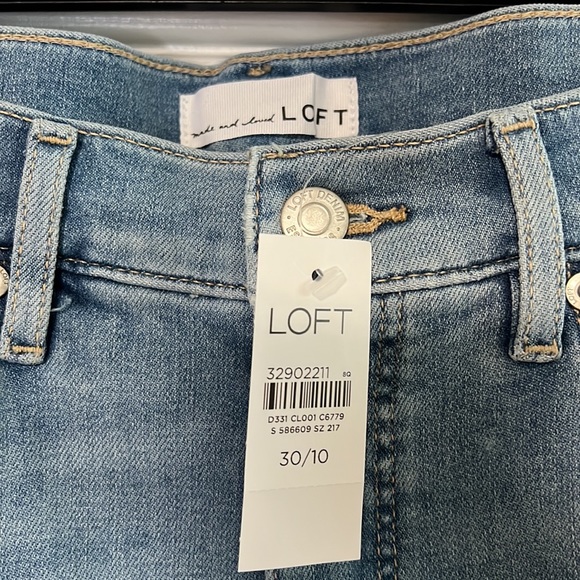 made and loved LOFT
LOFT DENIM
LOFT
32902211 8Q
D331 CL001 C6779
S 586609 SZ 217
30/10